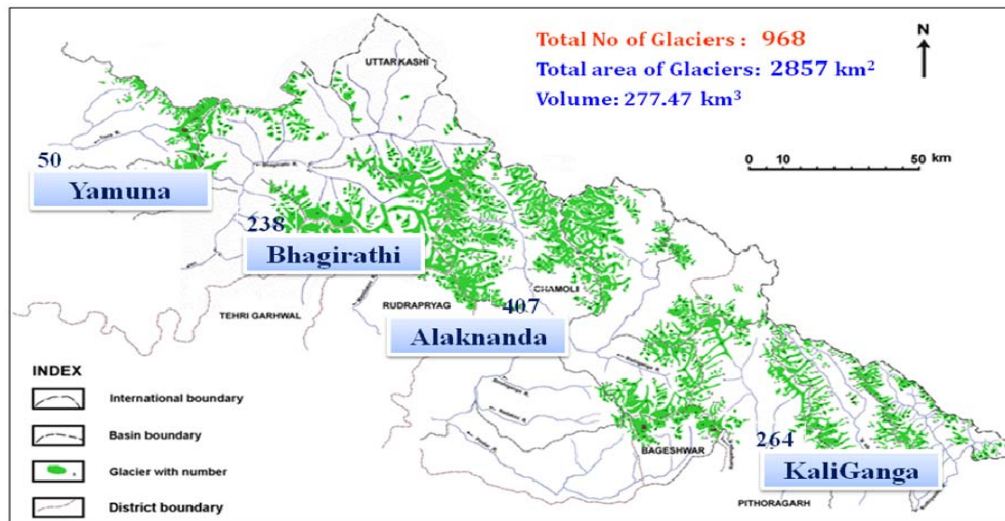 Total No of Glaciers : 968
Total area of Glaciers: 2857 km²
Volume: 277.47 km³
N
UTTAR KASHI
0 10 50 km
50
Yamuna
Bhagirathi R.
238
Bhagirathi
CHAMOLI
407
RUDRAPRYAG
TEHRI GARHWAL
Alaknanda
INDEX
International boundary
Basin boundary
Glacier with number
District boundary
264
BAGESHWAR
KaliGanga
PITHORAGARH